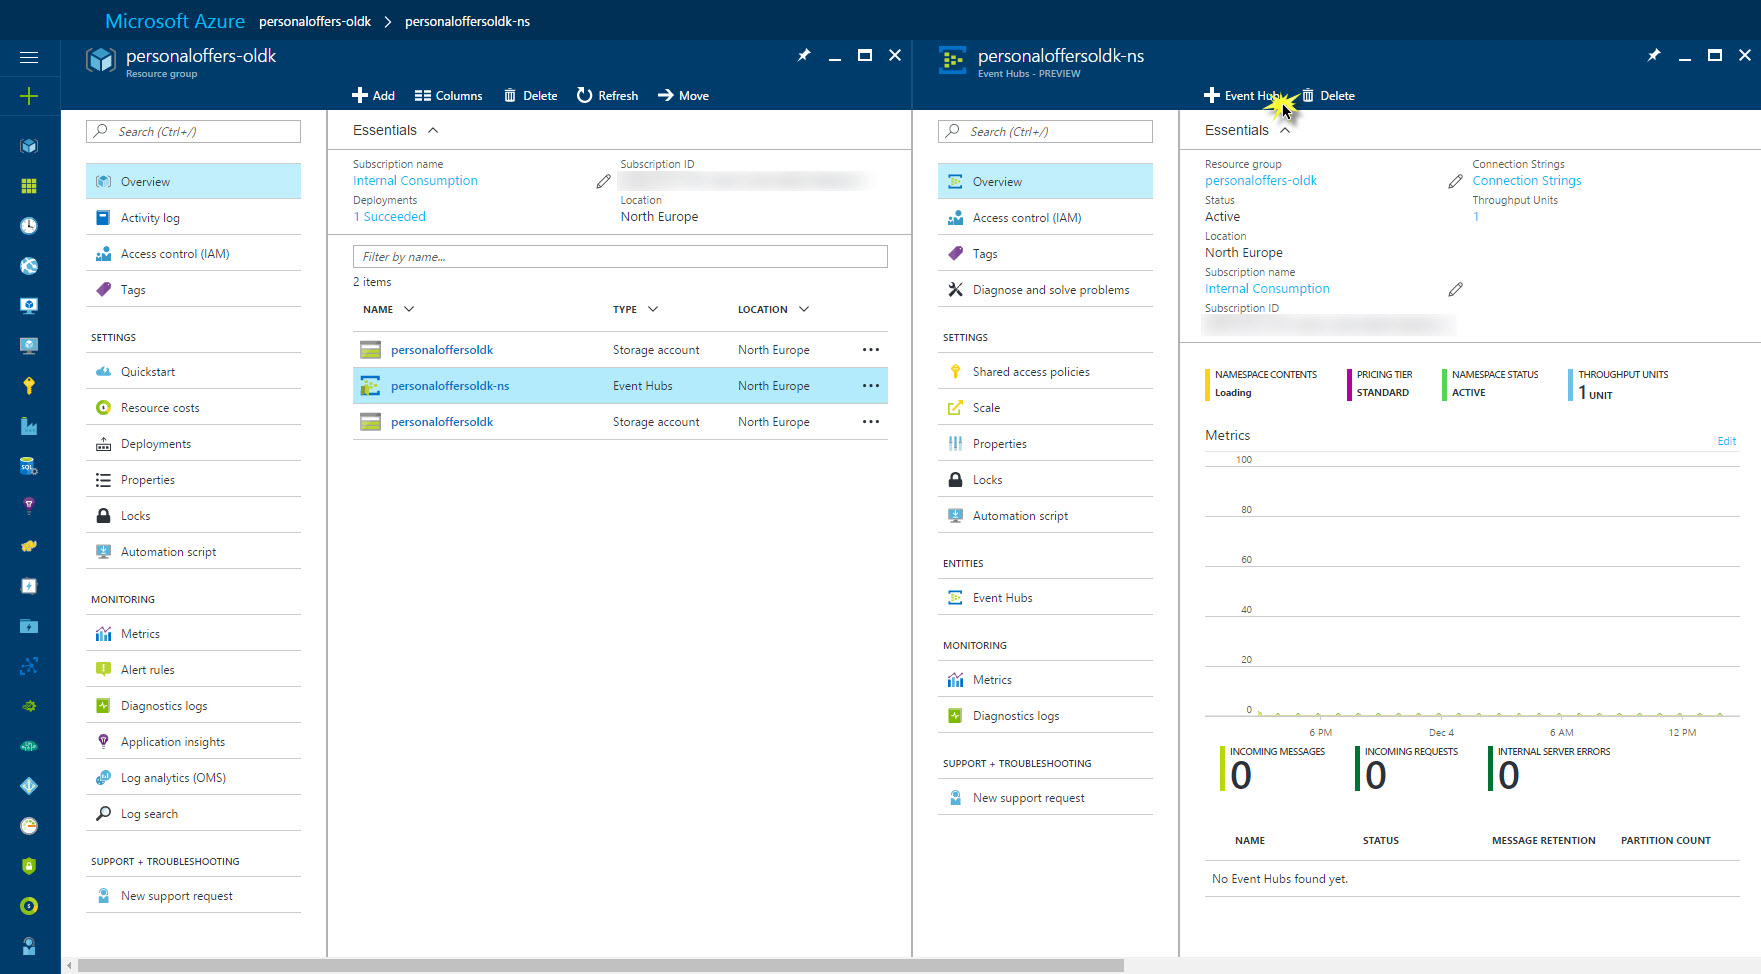 Microsoft Azure personaloffers-oldk > personaloffersoldk-ns
personaloffers-oldk
Resource group
Add
Columns
Delete
Refresh
Move
Search (Ctrl+/)
Overview
Activity log
Access control (IAM)
Tags
SETTINGS
Quickstart
Resource costs
Deployments
Properties
Locks
Automation script
MONITORING
Metrics
Alert rules
Diagnostics logs
Application insights
Log analytics (OMS)
Log search
SUPPORT + TROUBLESHOOTING
New support request
Essentials
Subscription name
Internal Consumption
Deployments
1 Succeeded
Subscription ID
Location
North Europe
Filter by name...
2 items
NAME TYPE LOCATION
personaloffersoldk Storage account North Europe ...
personaloffersoldk-ns Event Hubs North Europe ...
personaloffersoldk Storage account North Europe ...
personaloffersoldk-ns
Event Hubs - PREVIEW
Event
Delete
Search (Ctrl+/)
Overview
Access control (IAM)
Tags
Diagnose and solve problems
SETTINGS
Shared access policies
Scale
Properties
Locks
Automation script
ENTITIES
Event Hubs
MONITORING
Metrics
Diagnostics logs
SUPPORT + TROUBLESHOOTING
New support request
Essentials
Resource group
personaloffers-oldk
Status
Active
Location
North Europe
Subscription name
Internal Consumption
Subscription ID
Connection Strings
Connection Strings
Throughput Units
1
NAMESPACE CONTENTS
Loading
PRICING TIER
STANDARD
NAMESPACE STATUS
ACTIVE
THROUGHPUT UNITS
1 UNIT
Metrics
Edit
100
80
60
40
20
0
6 PM Dec 4 6 AM 12 PM
INCOMING MESSAGES
0
INCOMING REQUESTS
0
INTERNAL SERVER ERRORS
0
NAME STATUS MESSAGE RETENTION PARTITION COUNT
No Event Hubs found yet.